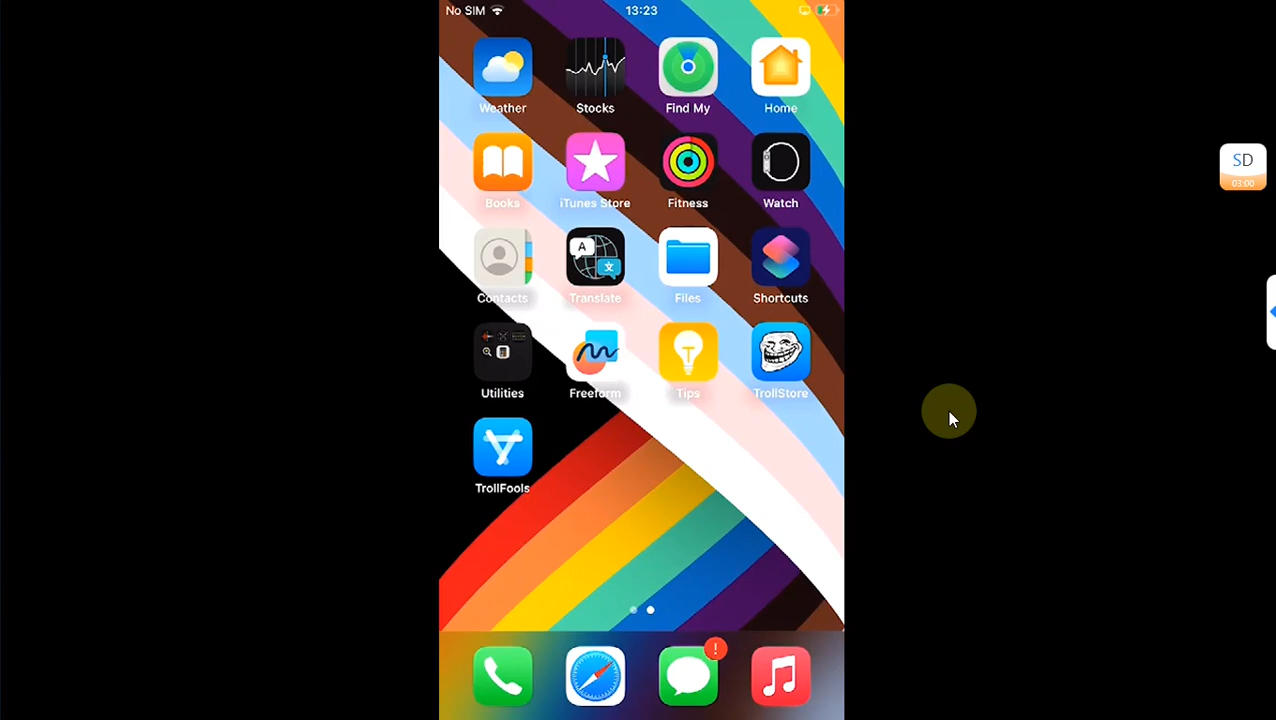 No SIM 13:23
Weather Stocks Find My Home
Books iTunes Store Fitness Watch
SD
03:00
A
文
Contacts Translate Files Shortcuts
Utilities Freeform Tips TrollStore
TrollFools
!